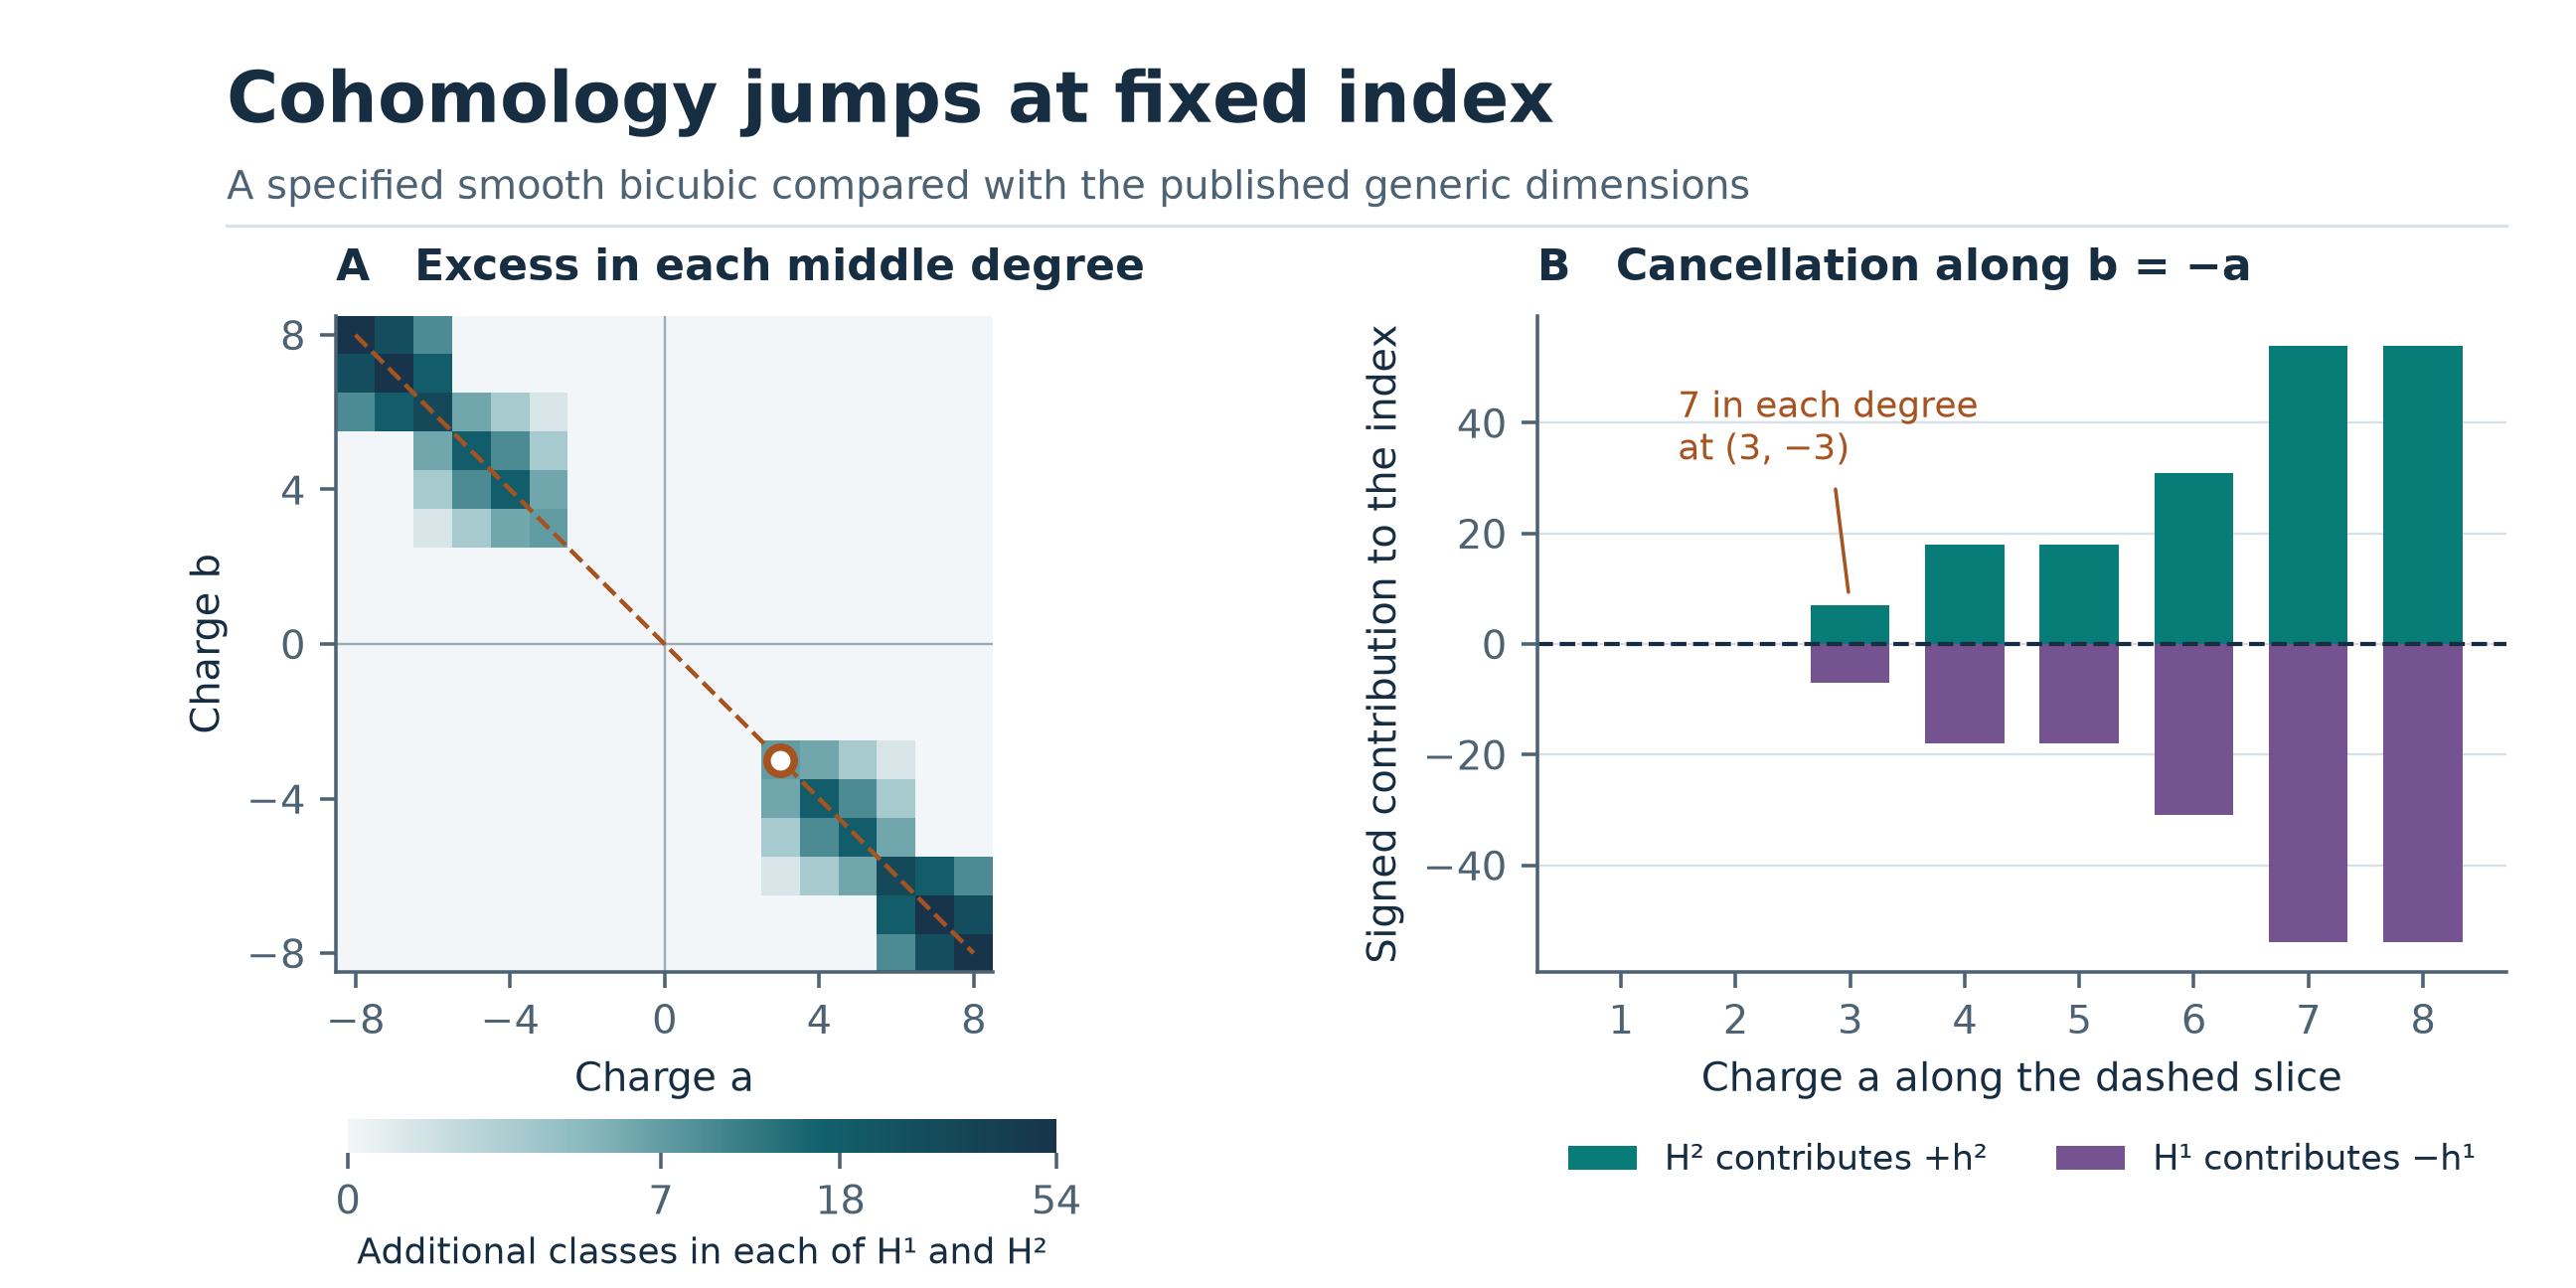 Cohomology jumps at fixed index
A specified smooth bicubic compared with the published generic dimensions
A Excess in each middle degree
Charge b
8
4
0
−4
−8
−8
−4
0
4
8
Charge a
0
7
18
54
Additional classes in each of H¹ and H²
B Cancellation along b = −a
Signed contribution to the index
40
20
0
−20
−40
7 in each degree
at (3, −3)
1
2
3
4
5
6
7
8
Charge a along the dashed slice
H² contributes +h²
H¹ contributes −h¹